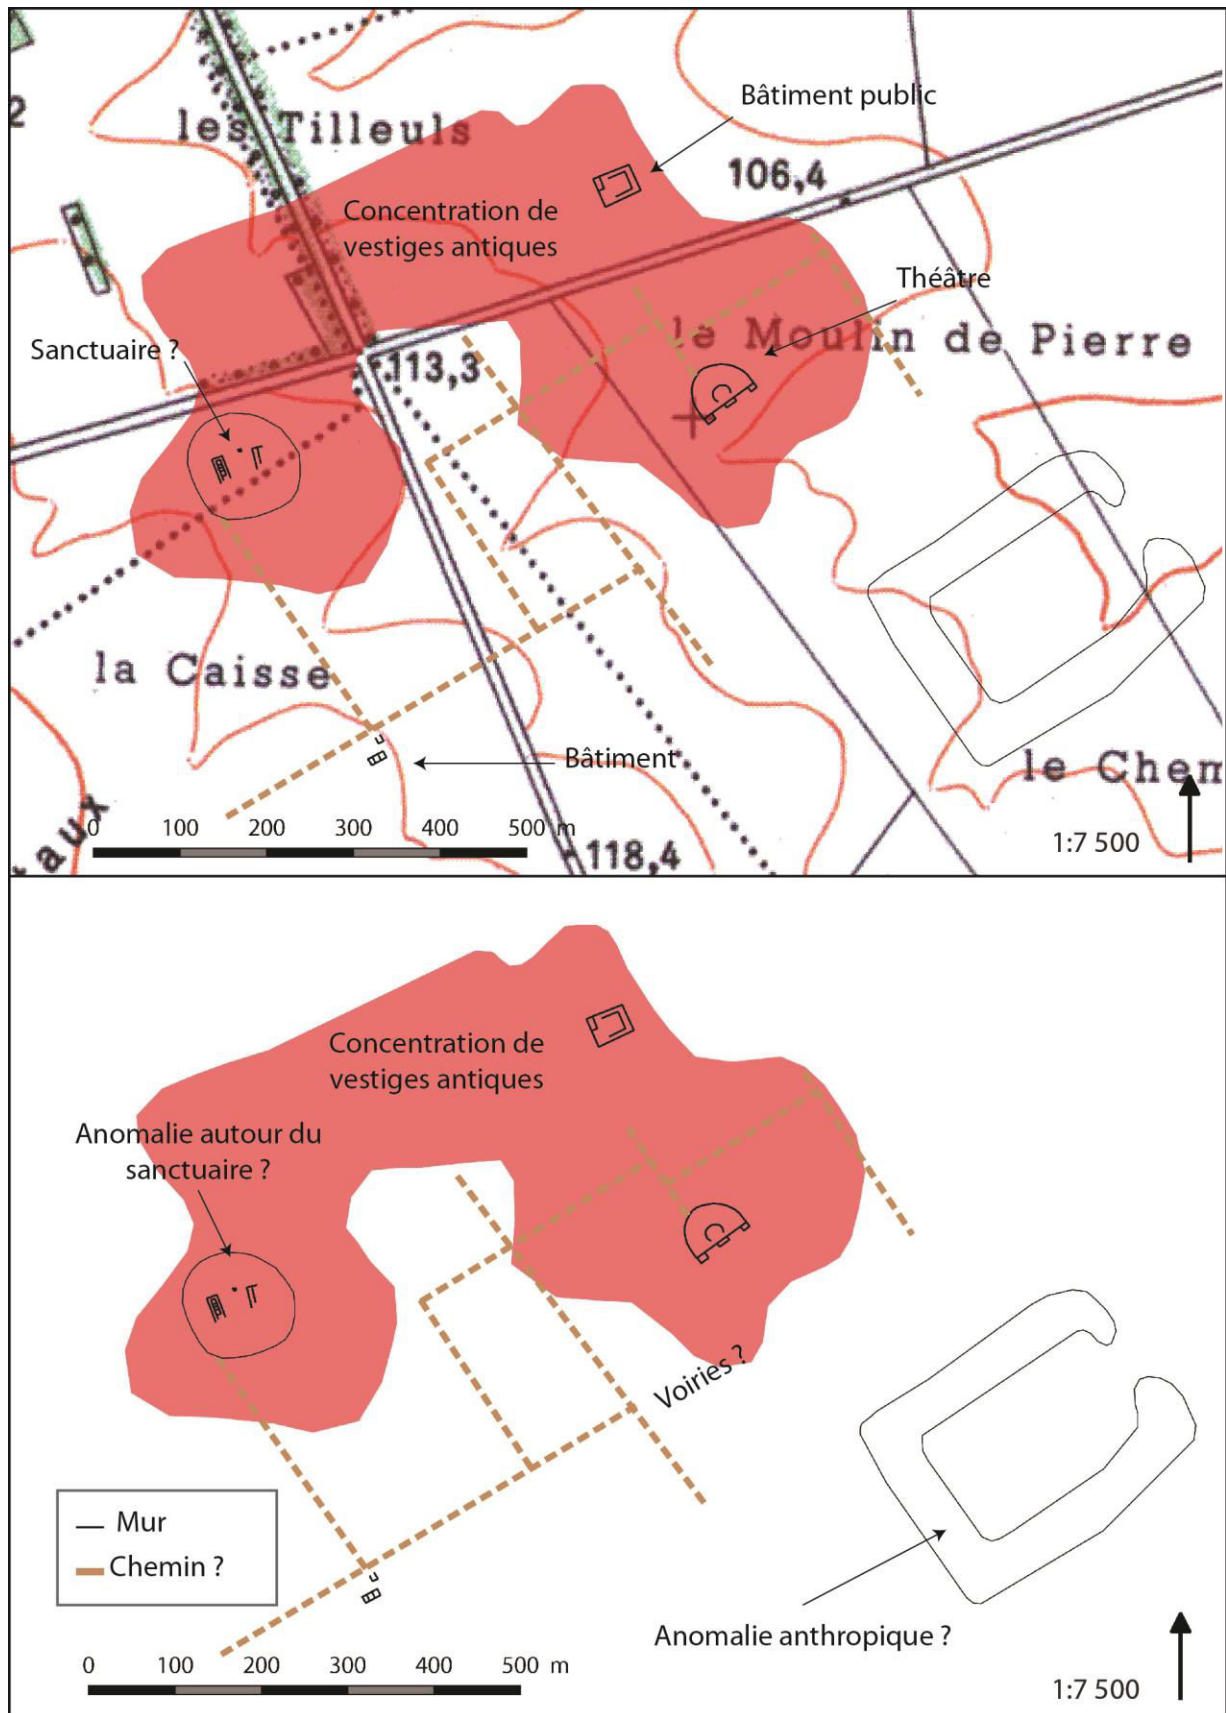 Bâtiment public
2
les Tilleuls
106,4
Concentration de
vestiges antiques
Théâtre
Sanctuaire ?
le Moulin de Pierre
113,3
la Caisse
Bâtiment
le Chem
taux
0 100 200 300 400 500 m
118,4
1:7 500
Concentration de
vestiges antiques
Anomalie autour du
sanctuaire ?
Voiries ?
Mur
Chemin ?
Anomalie anthropique ?
0 100 200 300 400 500 m
1:7 500